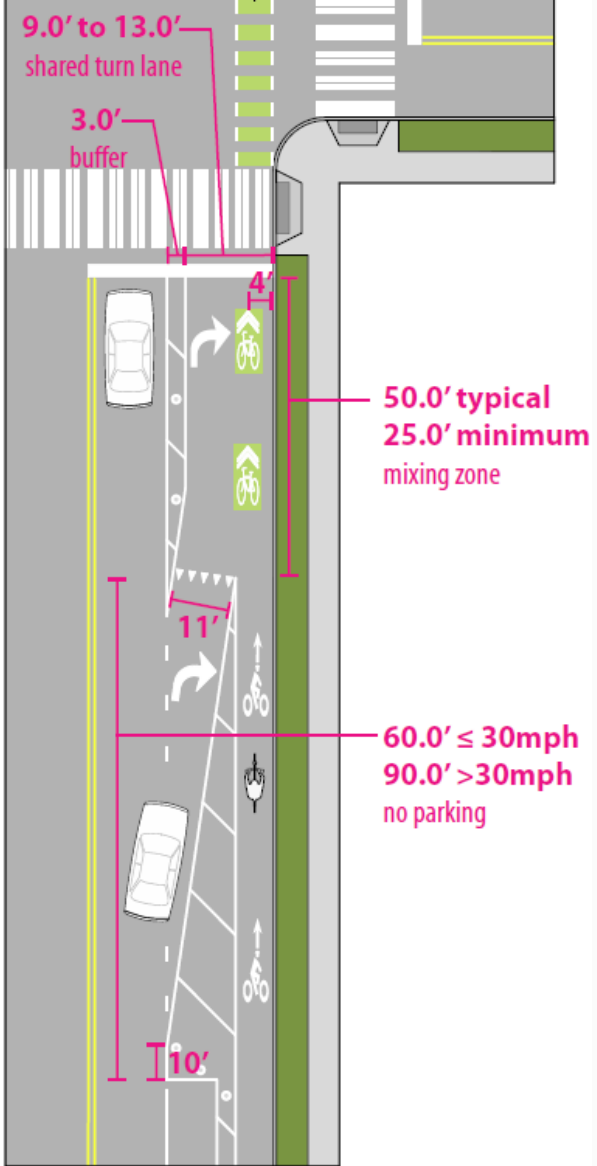 9.0’ to 13.0’
shared turn lane
3.0’
buffer
4’
50.0’ typical
25.0’ minimum
mixing zone
11’
60.0’ ≤ 30mph
90.0’ >30mph
no parking
10’